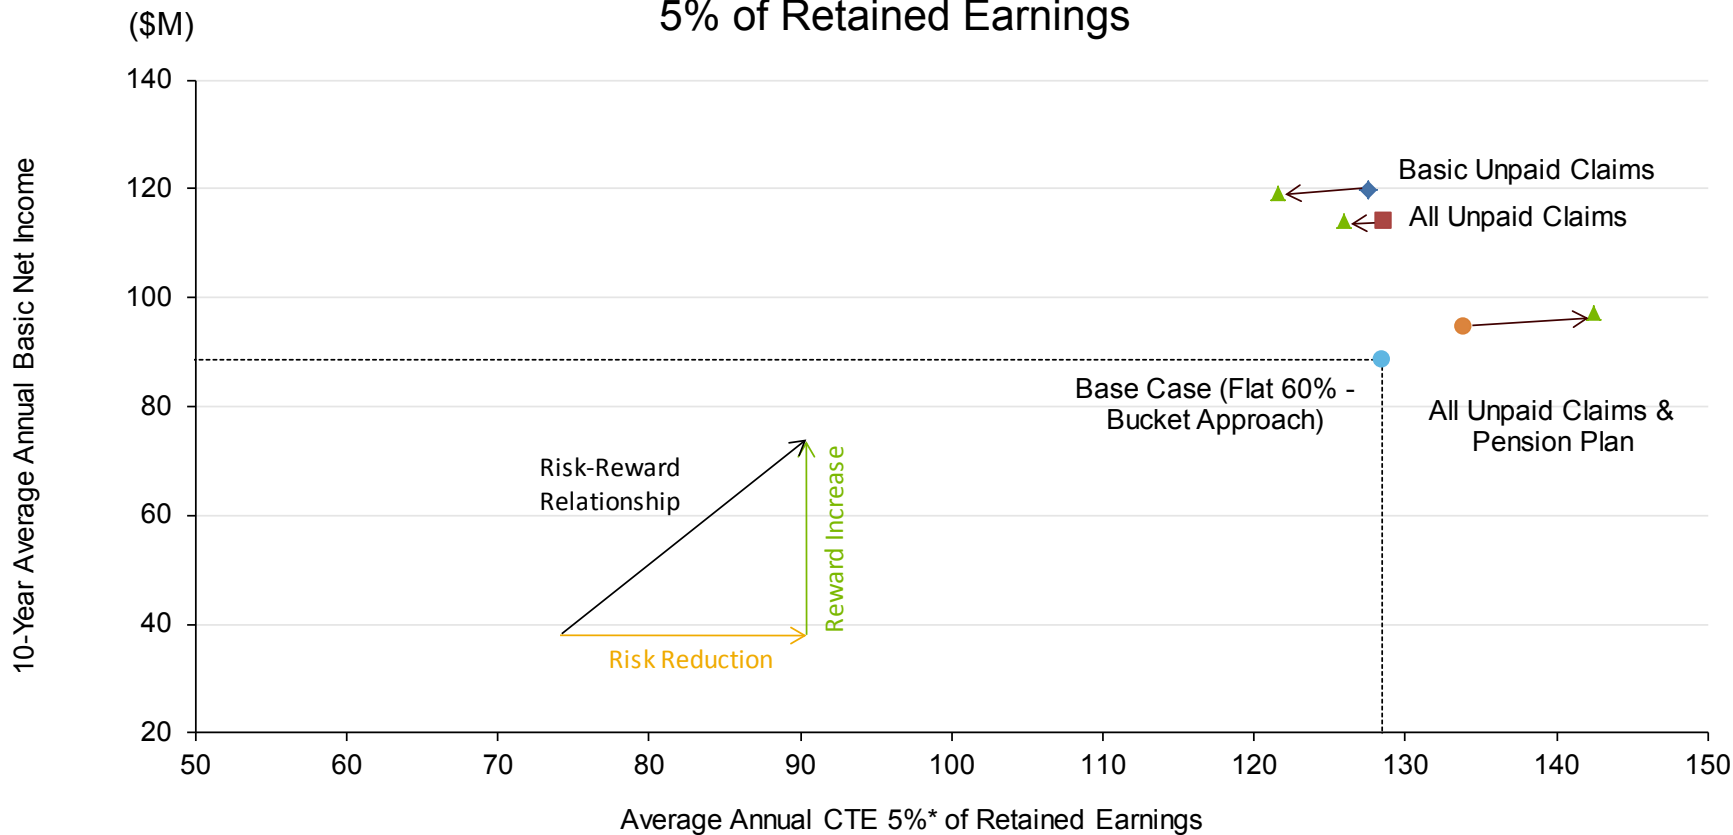 5% of Retained Earnings
($M)
140
120
100
80
60
40
20
10-Year Average Annual Basic Net Income
Basic Unpaid Claims
All Unpaid Claims
Base Case (Flat 60% -
Bucket Approach)
All Unpaid Claims &
Pension Plan
Risk-Reward
Relationship
Reward Increase
Risk Reduction
50 60 70 80 90 100 110 120 130 140 150
Average Annual CTE 5%* of Retained Earnings